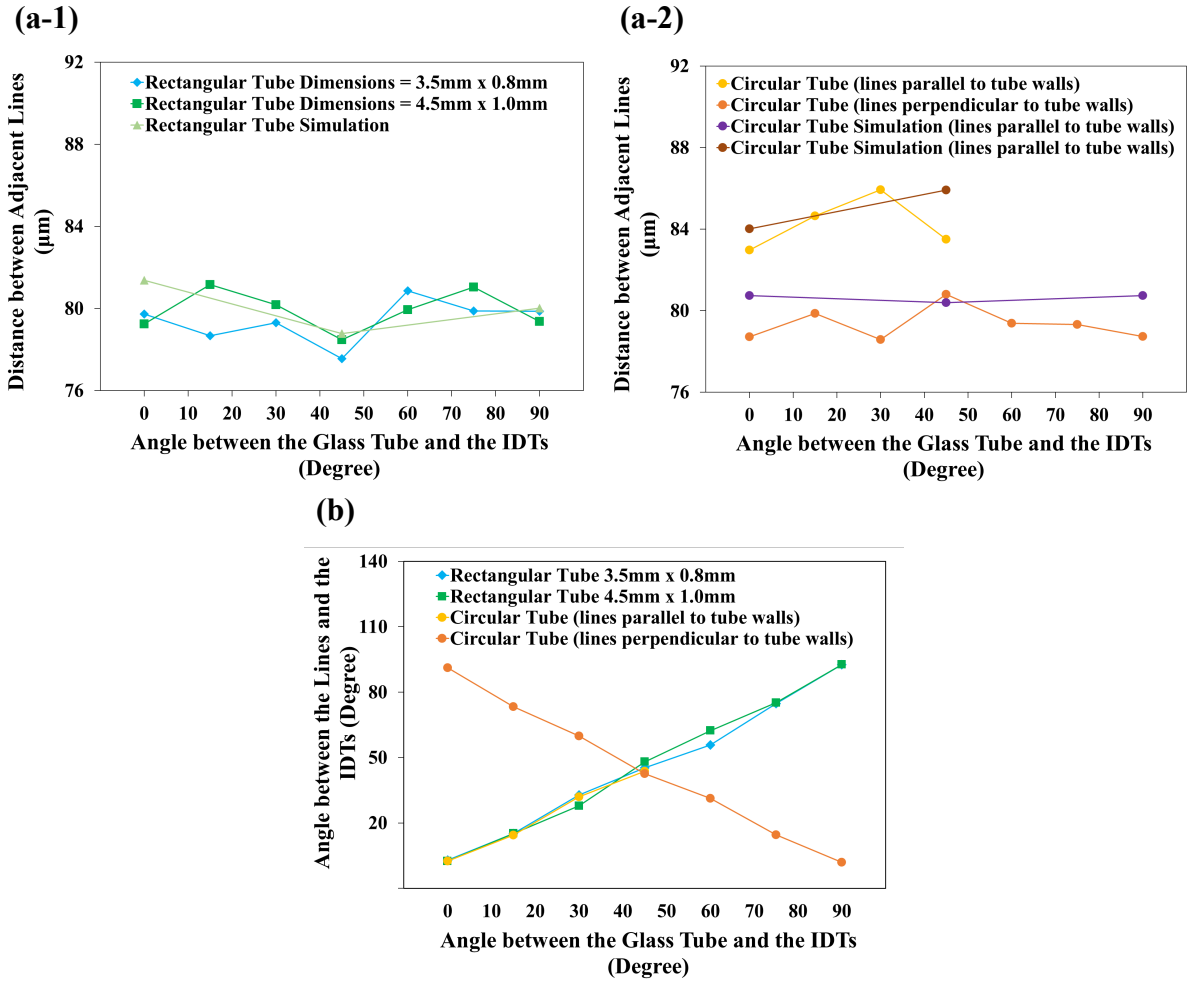 (a-1)
Distance between Adjacent Lines
(μm)
92
88
84
80
76
Rectangular Tube Dimensions = 3.5mm x 0.8mm
Rectangular Tube Dimensions = 4.5mm x 1.0mm
Rectangular Tube Simulation
0 10 20 30 40 50 60 70 80 90
Angle between the Glass Tube and the IDTs
(Degree)
(a-2)
Distance between Adjacent Lines
(μm)
92
88
84
80
76
Circular Tube (lines parallel to tube walls)
Circular Tube (lines perpendicular to tube walls)
Circular Tube Simulation (lines parallel to tube walls)
Circular Tube Simulation (lines parallel to tube walls)
0 10 20 30 40 50 60 70 80 90
Angle between the Glass Tube and the IDTs
(Degree)
(b)
Angle between the Lines and the
IDTs (Degree)
140
110
80
50
20
Rectangular Tube 3.5mm x 0.8mm
Rectangular Tube 4.5mm x 1.0mm
Circular Tube (lines parallel to tube walls)
Circular Tube (lines perpendicular to tube walls)
0 10 20 30 40 50 60 70 80 90
Angle between the Glass Tube and the IDTs
(Degree)